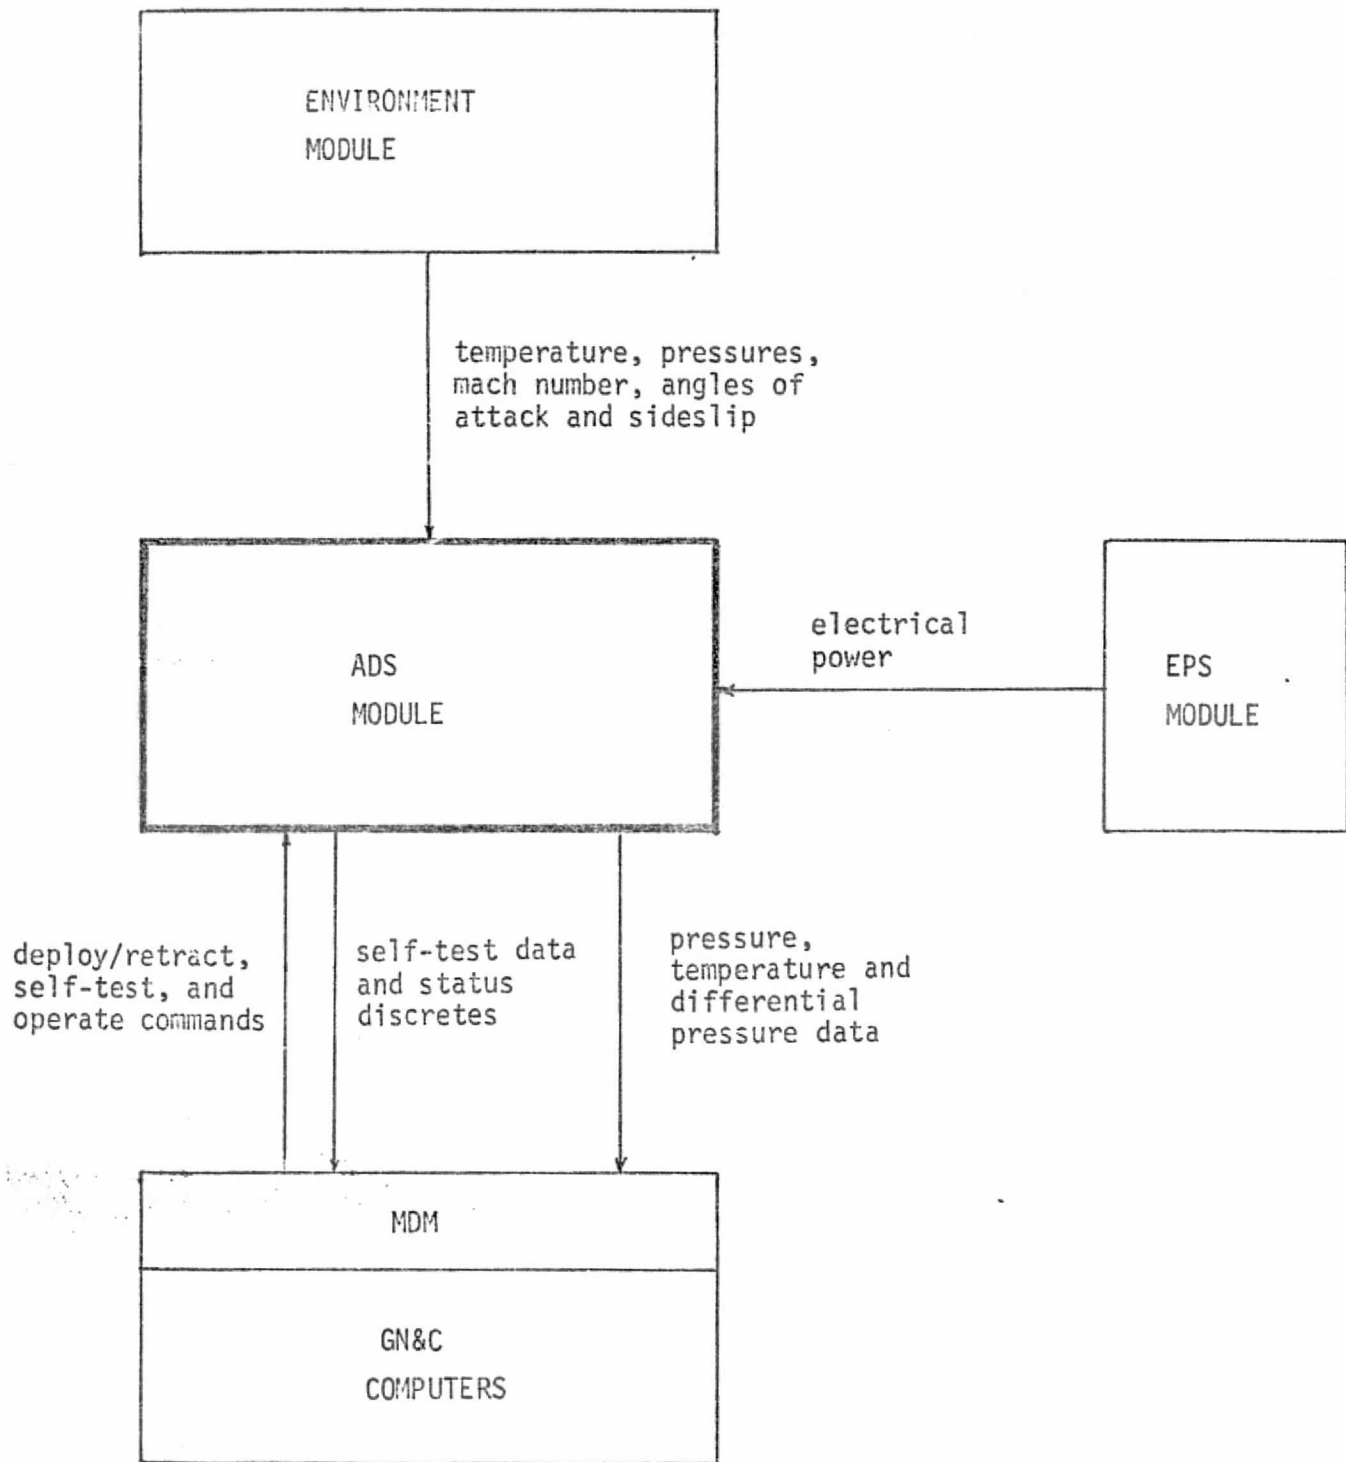 ENVIRONMENT
MODULE
temperature, pressures,
mach number, angles of
attack and sideslip
ADS
MODULE
electrical
power
EPS
MODULE
deploy/retract,
self-test, and
operate commands
self-test data
and status
discretes
pressure,
temperature and
differential
pressure data
MDM
GN&C
COMPUTERS